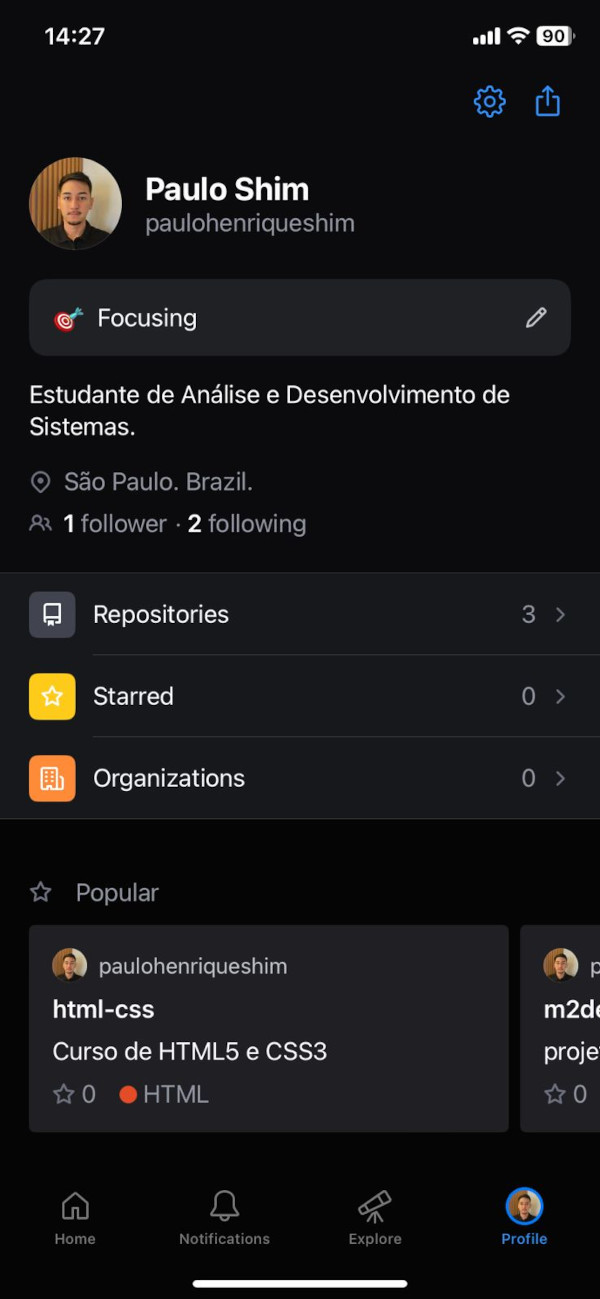 14:27
90
Paulo Shim
paulohenriqueshim
Focusing
Estudante de Análise e Desenvolvimento de
Sistemas.
São Paulo. Brazil.
1 follower · 2 following
Repositories 3
Starred 0
Organizations 0
Popular
paulohenriqueshim
html-css
Curso de HTML5 e CSS3
0 HTML
p
m2de
proje
0
Home
Notifications
Explore
Profile